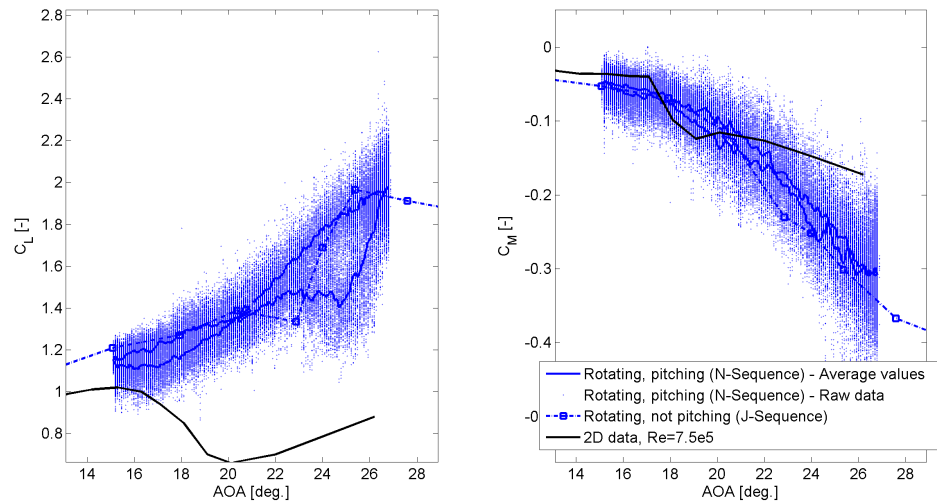 2.8
2.6
2.4
2.2
2
1.8
1.6
1.4
1.2
1
0.8
C_L [-]
14 16 18 20 22 24 26 28
AOA [deg.]
0
-0.1
-0.2
-0.3
-0.4
-0
C_M [-]
Rotating, pitching (N-Sequence) - Average values
Rotating, pitching (N-Sequence) - Raw data
Rotating, not pitching (J-Sequence)
2D data, Re=7.5e5
14 16 18 20 22 24 26 28
AOA [deg.]